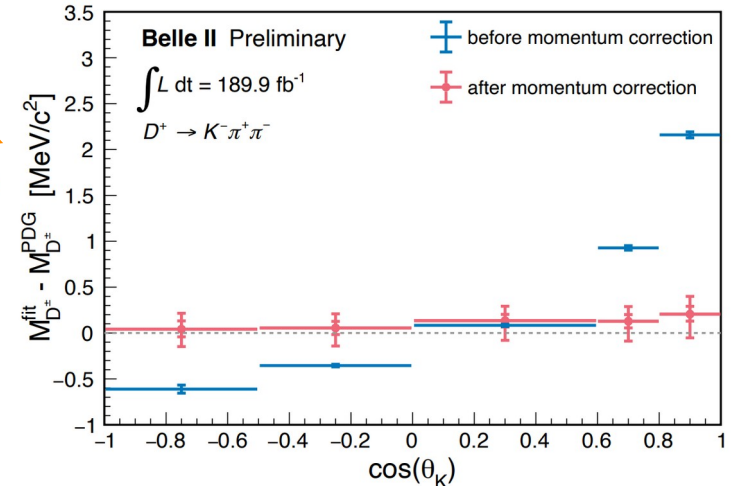 Belle II Preliminary
∫L dt = 189.9 fb⁻¹
D⁺ → K⁻π⁺π⁻
before momentum correction
after momentum correction
M^fit_D± - M^PDG_D± [MeV/c²]
3.5
3
2.5
2
1.5
1
0.5
0
−0.5
−1
−1 −0.8 −0.6 −0.4 −0.2 0 0.2 0.4 0.6 0.8 1
cos(θ_K)